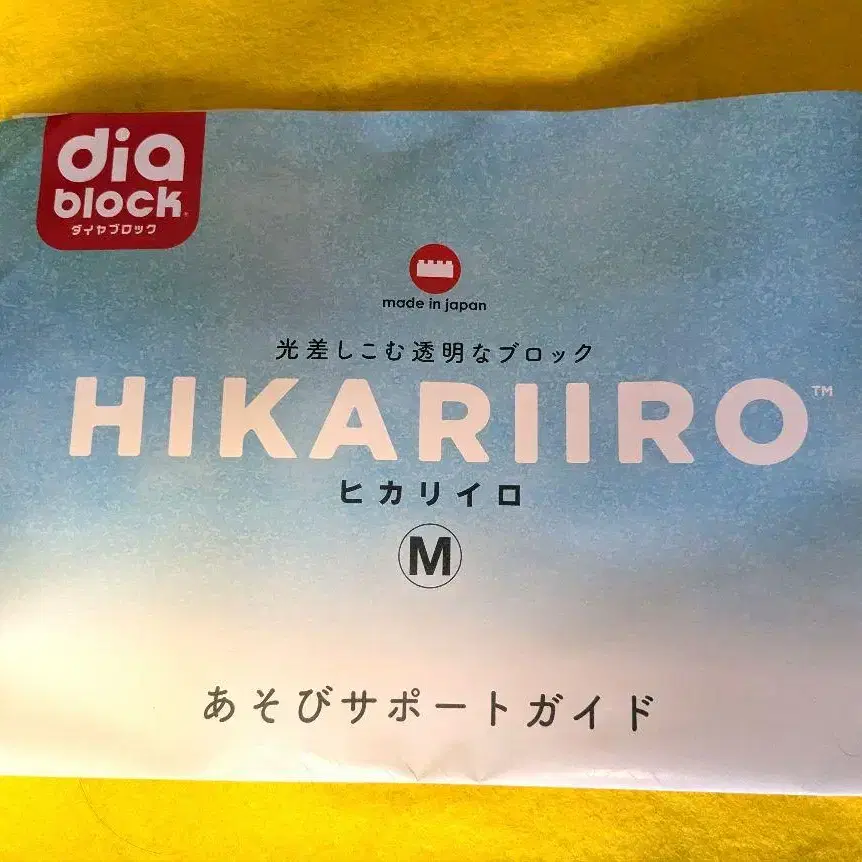 dia
block®
ダイヤブロック
made in japan
光差しこむ透明なブロック
HIKARIIRO™
ヒカリイロ
M
あそびサポートガイド